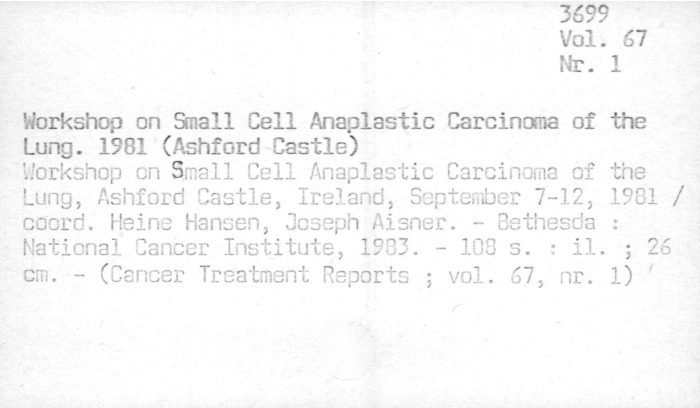 3699
Vol. 67
Nr. 1
Workshop on Small Cell Anaplastic Carcinoma of the
Lung. 1981 (Ashford Castle)
Workshop on Small Cell Anaplastic Carcinoma of the
Lung, Ashford Castle, Ireland, September 7-12, 1981 /
coord. Heine Hansen, Joseph Aisner. - Bethesda :
National Cancer Institute, 1983. - 108 s. : il. ; 26
cm. - (Cancer Treatment Reports ; vol. 67, nr. 1)